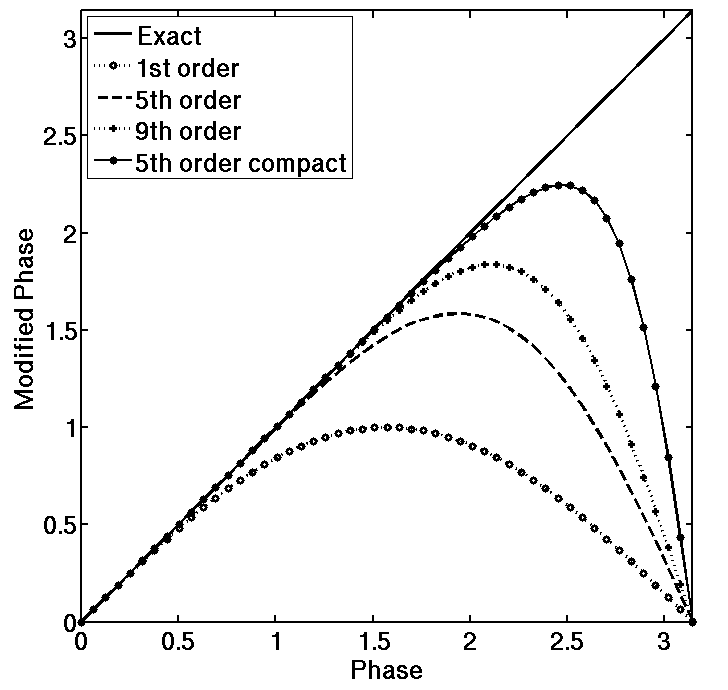 3
2.5
2
1.5
1
0.5
0
Modified Phase
Exact
1st order
5th order
9th order
5th order compact
0 0.5 1 1.5 2 2.5 3
Phase